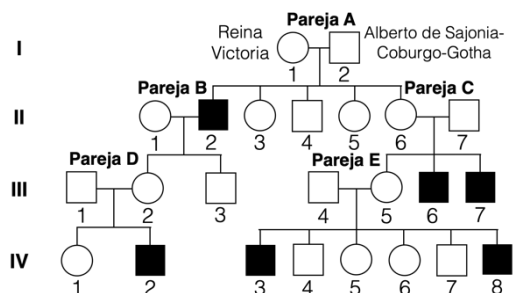 Pareja A
Reina
Victoria
Alberto de Sajonia-
Coburgo-Gotha
I
1 2
Pareja B
Pareja C
II
1 2 3 4 5 6 7
Pareja D
Pareja E
III
1 2 3 4 5 6 7
IV
1 2 3 4 5 6 7 8